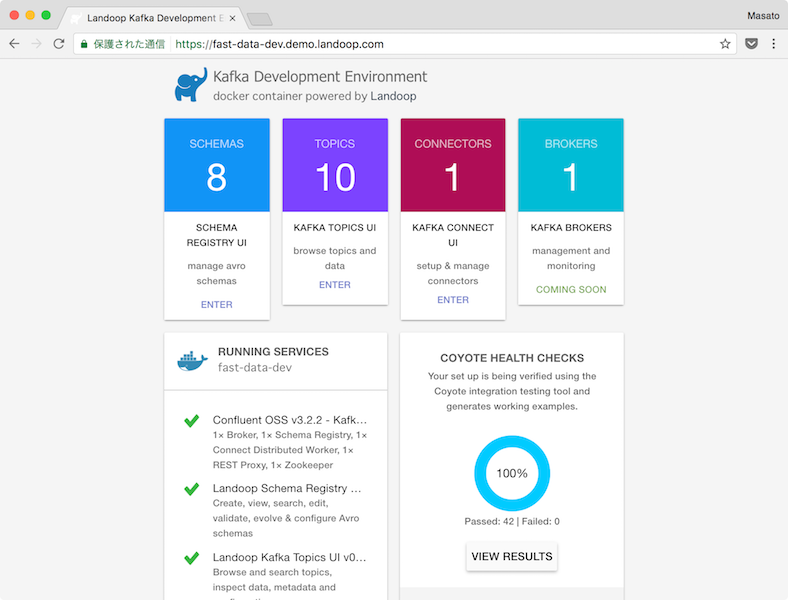 Landoop Kafka Development E
Masato
保護された通信
https://fast-data-dev.demo.landoop.com
Kafka Development Environment
docker container powered by Landoop
SCHEMAS
8
SCHEMA
REGISTRY UI
manage avro
schemas
ENTER
TOPICS
10
KAFKA TOPICS UI
browse topics and
data
ENTER
CONNECTORS
1
KAFKA CONNECT
UI
setup & manage
connectors
ENTER
BROKERS
1
KAFKA BROKERS
management and
monitoring
COMING SOON
RUNNING SERVICES
fast-data-dev
Confluent OSS v3.2.2 - Kafk...
1× Broker, 1× Schema Registry, 1×
Connect Distributed Worker, 1×
REST Proxy, 1× Zookeeper
Landoop Schema Registry ...
Create, view, search, edit,
validate, evolve & configure Avro
schemas
Landoop Kafka Topics UI v0...
Browse and search topics,
inspect data, metadata and
COYOTE HEALTH CHECKS
Your set up is being verified using the
Coyote integration testing tool and
generates working examples.
100%
Passed: 42 | Failed: 0
VIEW RESULTS